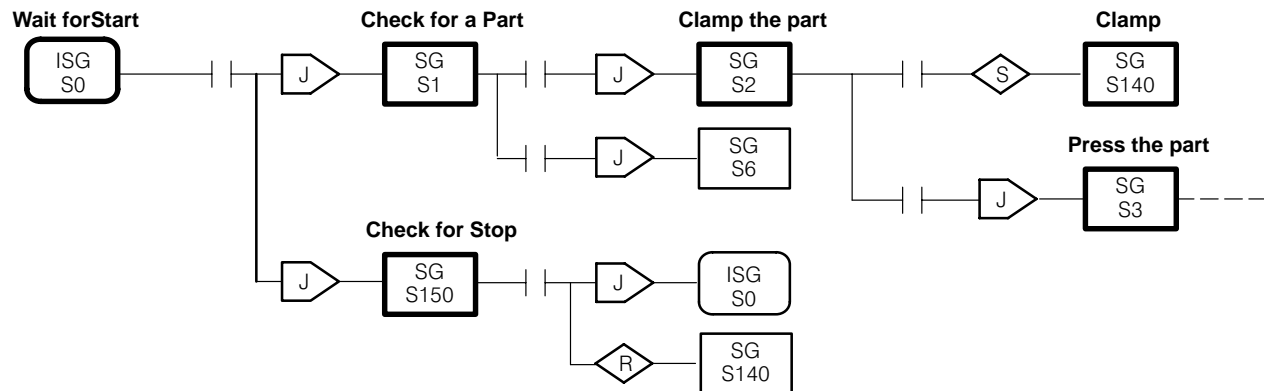 Wait forStart
Check for a Part
Clamp the part
Clamp
ISG
S0
J
SG
S1
J
SG
S2
S
SG
S140
J
SG
S6
Press the part
J
SG
S3
Check for Stop
J
SG
S150
J
ISG
S0
R
SG
S140